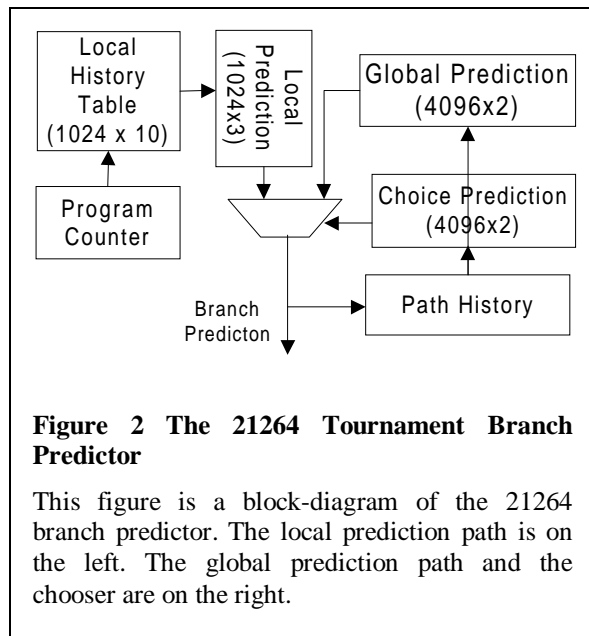 Local
History
Table
(1024 x 10)
Local
Prediction
(1024x3)
Global Prediction
(4096x2)
Program
Counter
Choice Prediction
(4096x2)
Path History
Branch
Predicton
Figure 2 The 21264 Tournament Branch
Predictor
This figure is a block-diagram of the 21264
branch predictor. The local prediction path is on
the left. The global prediction path and the
chooser are on the right.